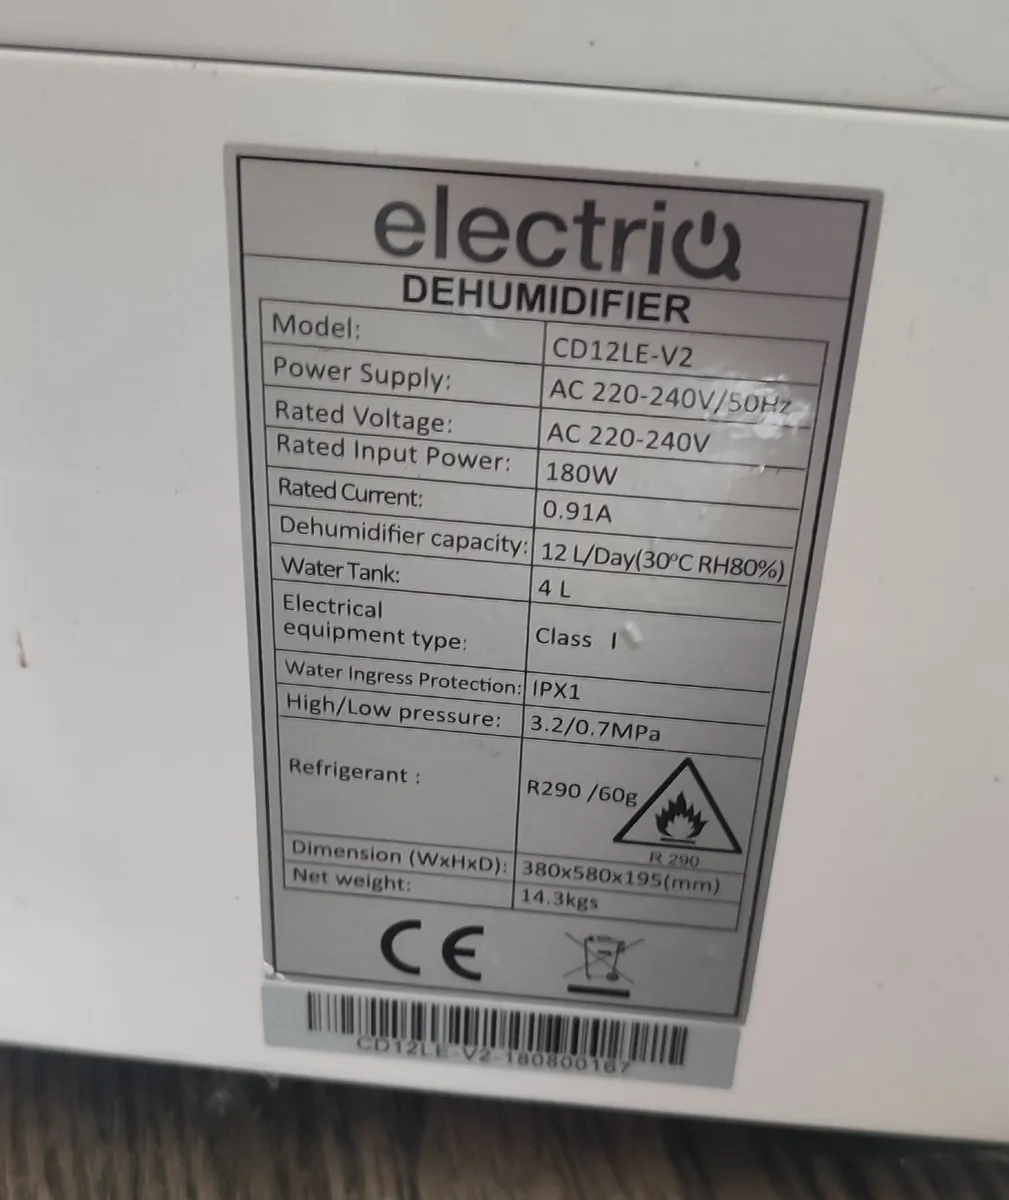 electriQ
DEHUMIDIFIER
Model: CD12LE-V2
Power Supply: AC 220-240V/50Hz
Rated Voltage: AC 220-240V
Rated Input Power: 180W
Rated Current: 0.91A
Dehumidifier capacity: 12 L/Day(30℃ RH80%)
Water Tank: 4 L
Electrical
equipment type: Class I
Water Ingress Protection: IPX1
High/Low pressure: 3.2/0.7MPa
Refrigerant : R290 /60g
R 290
Dimension (WxHxD): 380x580x195(mm)
Net weight: 14.3kgs
CE
CD12LE-V2-180800167